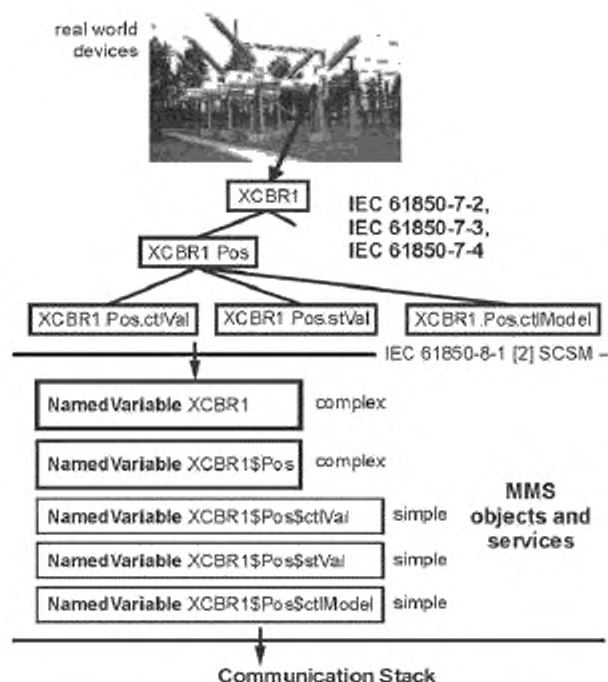 real world
devices
XCBR1
IEC 61850-7-2,
IEC 61850-7-3,
IEC 61850-7-4
XCBR1 Pos
XCBR1.Pos.ctlVal
XCBR1 Pos.stVal
XCBR1.Pos.ctlModel
IEC 61850-8-1 [2] SCSM
NamedVariable XCBR1
complex
NamedVariable XCBR1$Pos
complex
NamedVariable XCBR1$Pos$ctlVal
simple
MMS
objects and
services
NamedVariable XCBR1$Pos$stVal
simple
NamedVariable XCBR1$Pos$ctlModel
simple
Communication Stack